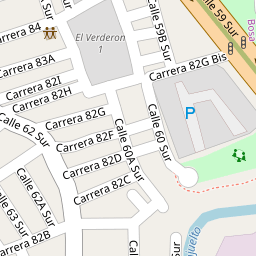 Carrera 84
El Verderon
1
Calle 59B Sur
Calle 59 Sur
Bosa
Carrera 83A
Carrera 82G Bis
Carrera 82I
Carrera 82H
Carrera 82G
Calle 62 Sur
Carrera 82F
Calle 60A Sur
Calle 60 Sur
P
Carrera 82D
Carrera 82C
Calle 62A Sur
Calle 63 Sur
Carrera 82B